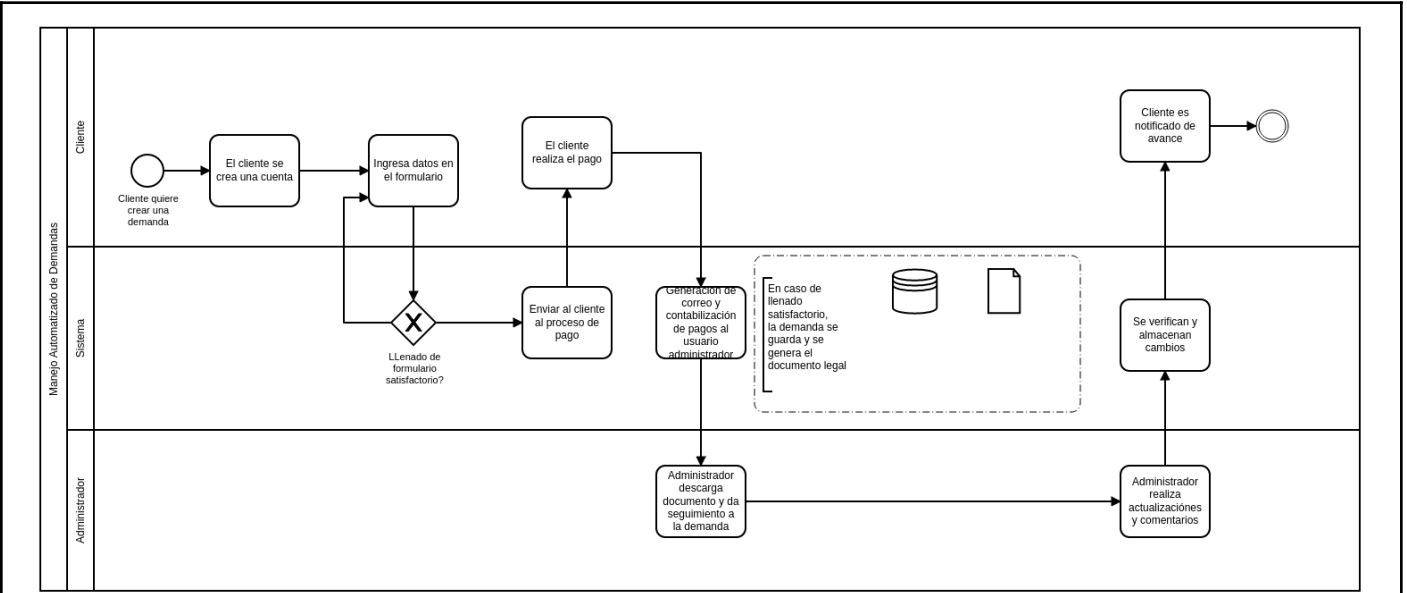 Manejo Automatizado de Demandas
Cliente
Cliente quiere
crear una
demanda
El cliente se
crea una cuenta
Ingresa datos en
el formulario
El cliente
realiza el pago
Cliente es
notificado de
avance
Sistema
LLenado de
formulario
satisfactorio?
Enviar al cliente
al proceso de
pago
Generación de
correo y
contabilización
de pagos al
usuario
administrador
En caso de
llenado
satisfactorio,
la demanda se
guarda y se
genera el
documento legal
Se verifican y
almacenan
cambios
Administrador
Administrador
descarga
documento y da
seguimiento a
la demanda
Administrador
realiza
actualizaciónes
y comentarios